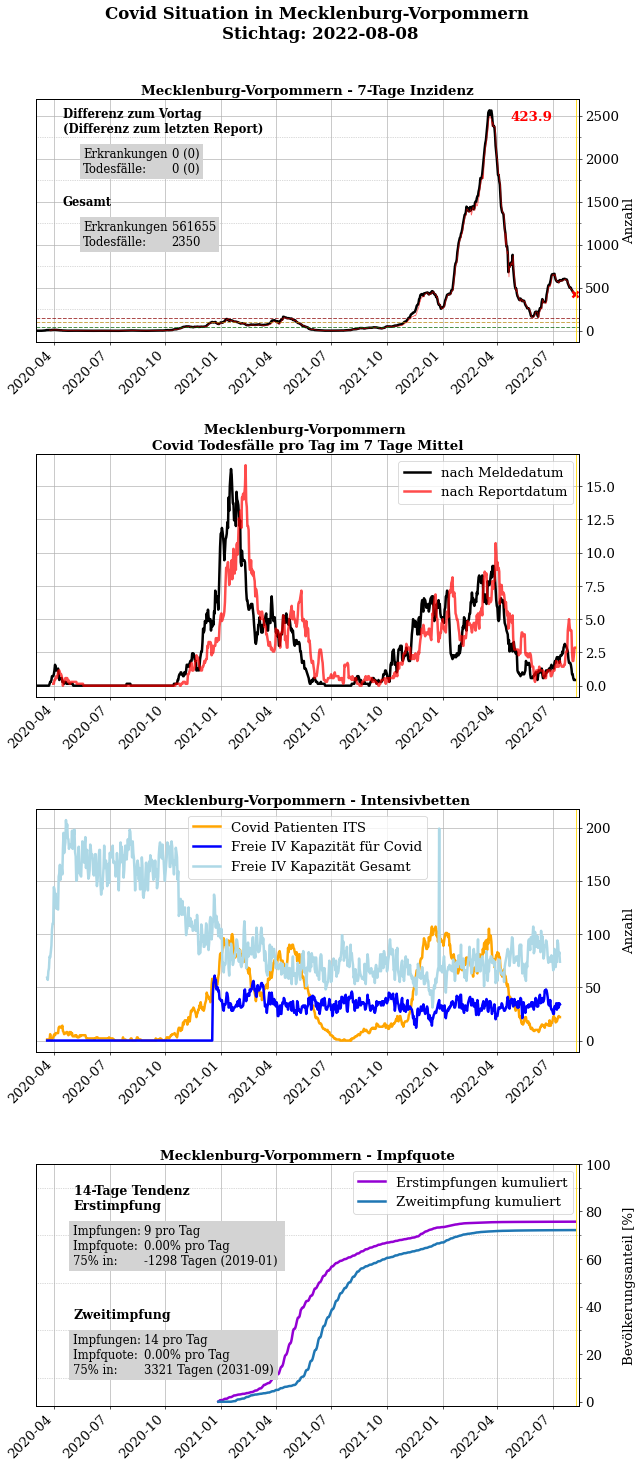 Covid Situation in Mecklenburg-Vorpommern
Stichtag: 2022-08-08
Mecklenburg-Vorpommern - 7-Tage Inzidenz
Differenz zum Vortag
(Differenz zum letzten Report)
Erkrankungen 0 (0)
Todesfälle: 0 (0)
Gesamt
Erkrankungen 561655
Todesfälle: 2350
423.9
2500
2000
1500
1000
500
0
Anzahl
2020-04 2020-07 2020-10 2021-01 2021-04 2021-07 2021-10 2022-01 2022-04 2022-07
Mecklenburg-Vorpommern
Covid Todesfälle pro Tag im 7 Tage Mittel
nach Meldedatum
nach Reportdatum
15.0
12.5
10.0
7.5
5.0
2.5
0.0
2020-04 2020-07 2020-10 2021-01 2021-04 2021-07 2021-10 2022-01 2022-04 2022-07
Mecklenburg-Vorpommern - Intensivbetten
Covid Patienten ITS
Freie IV Kapazität für Covid
Freie IV Kapazität Gesamt
200
150
100
50
0
Anzahl
2020-04 2020-07 2020-10 2021-01 2021-04 2021-07 2021-10 2022-01 2022-04 2022-07
Mecklenburg-Vorpommern - Impfquote
14-Tage Tendenz
Erstimpfung
Impfungen: 9 pro Tag
Impfquote: 0.00% pro Tag
75% in: -1298 Tagen (2019-01)
Zweitimpfung
Impfungen: 14 pro Tag
Impfquote: 0.00% pro Tag
75% in: 3321 Tagen (2031-09)
Erstimpfungen kumuliert
Zweitimpfung kumuliert
100
80
60
40
20
0
Bevölkerungsanteil [%]
2020-04 2020-07 2020-10 2021-01 2021-04 2021-07 2021-10 2022-01 2022-04 2022-07